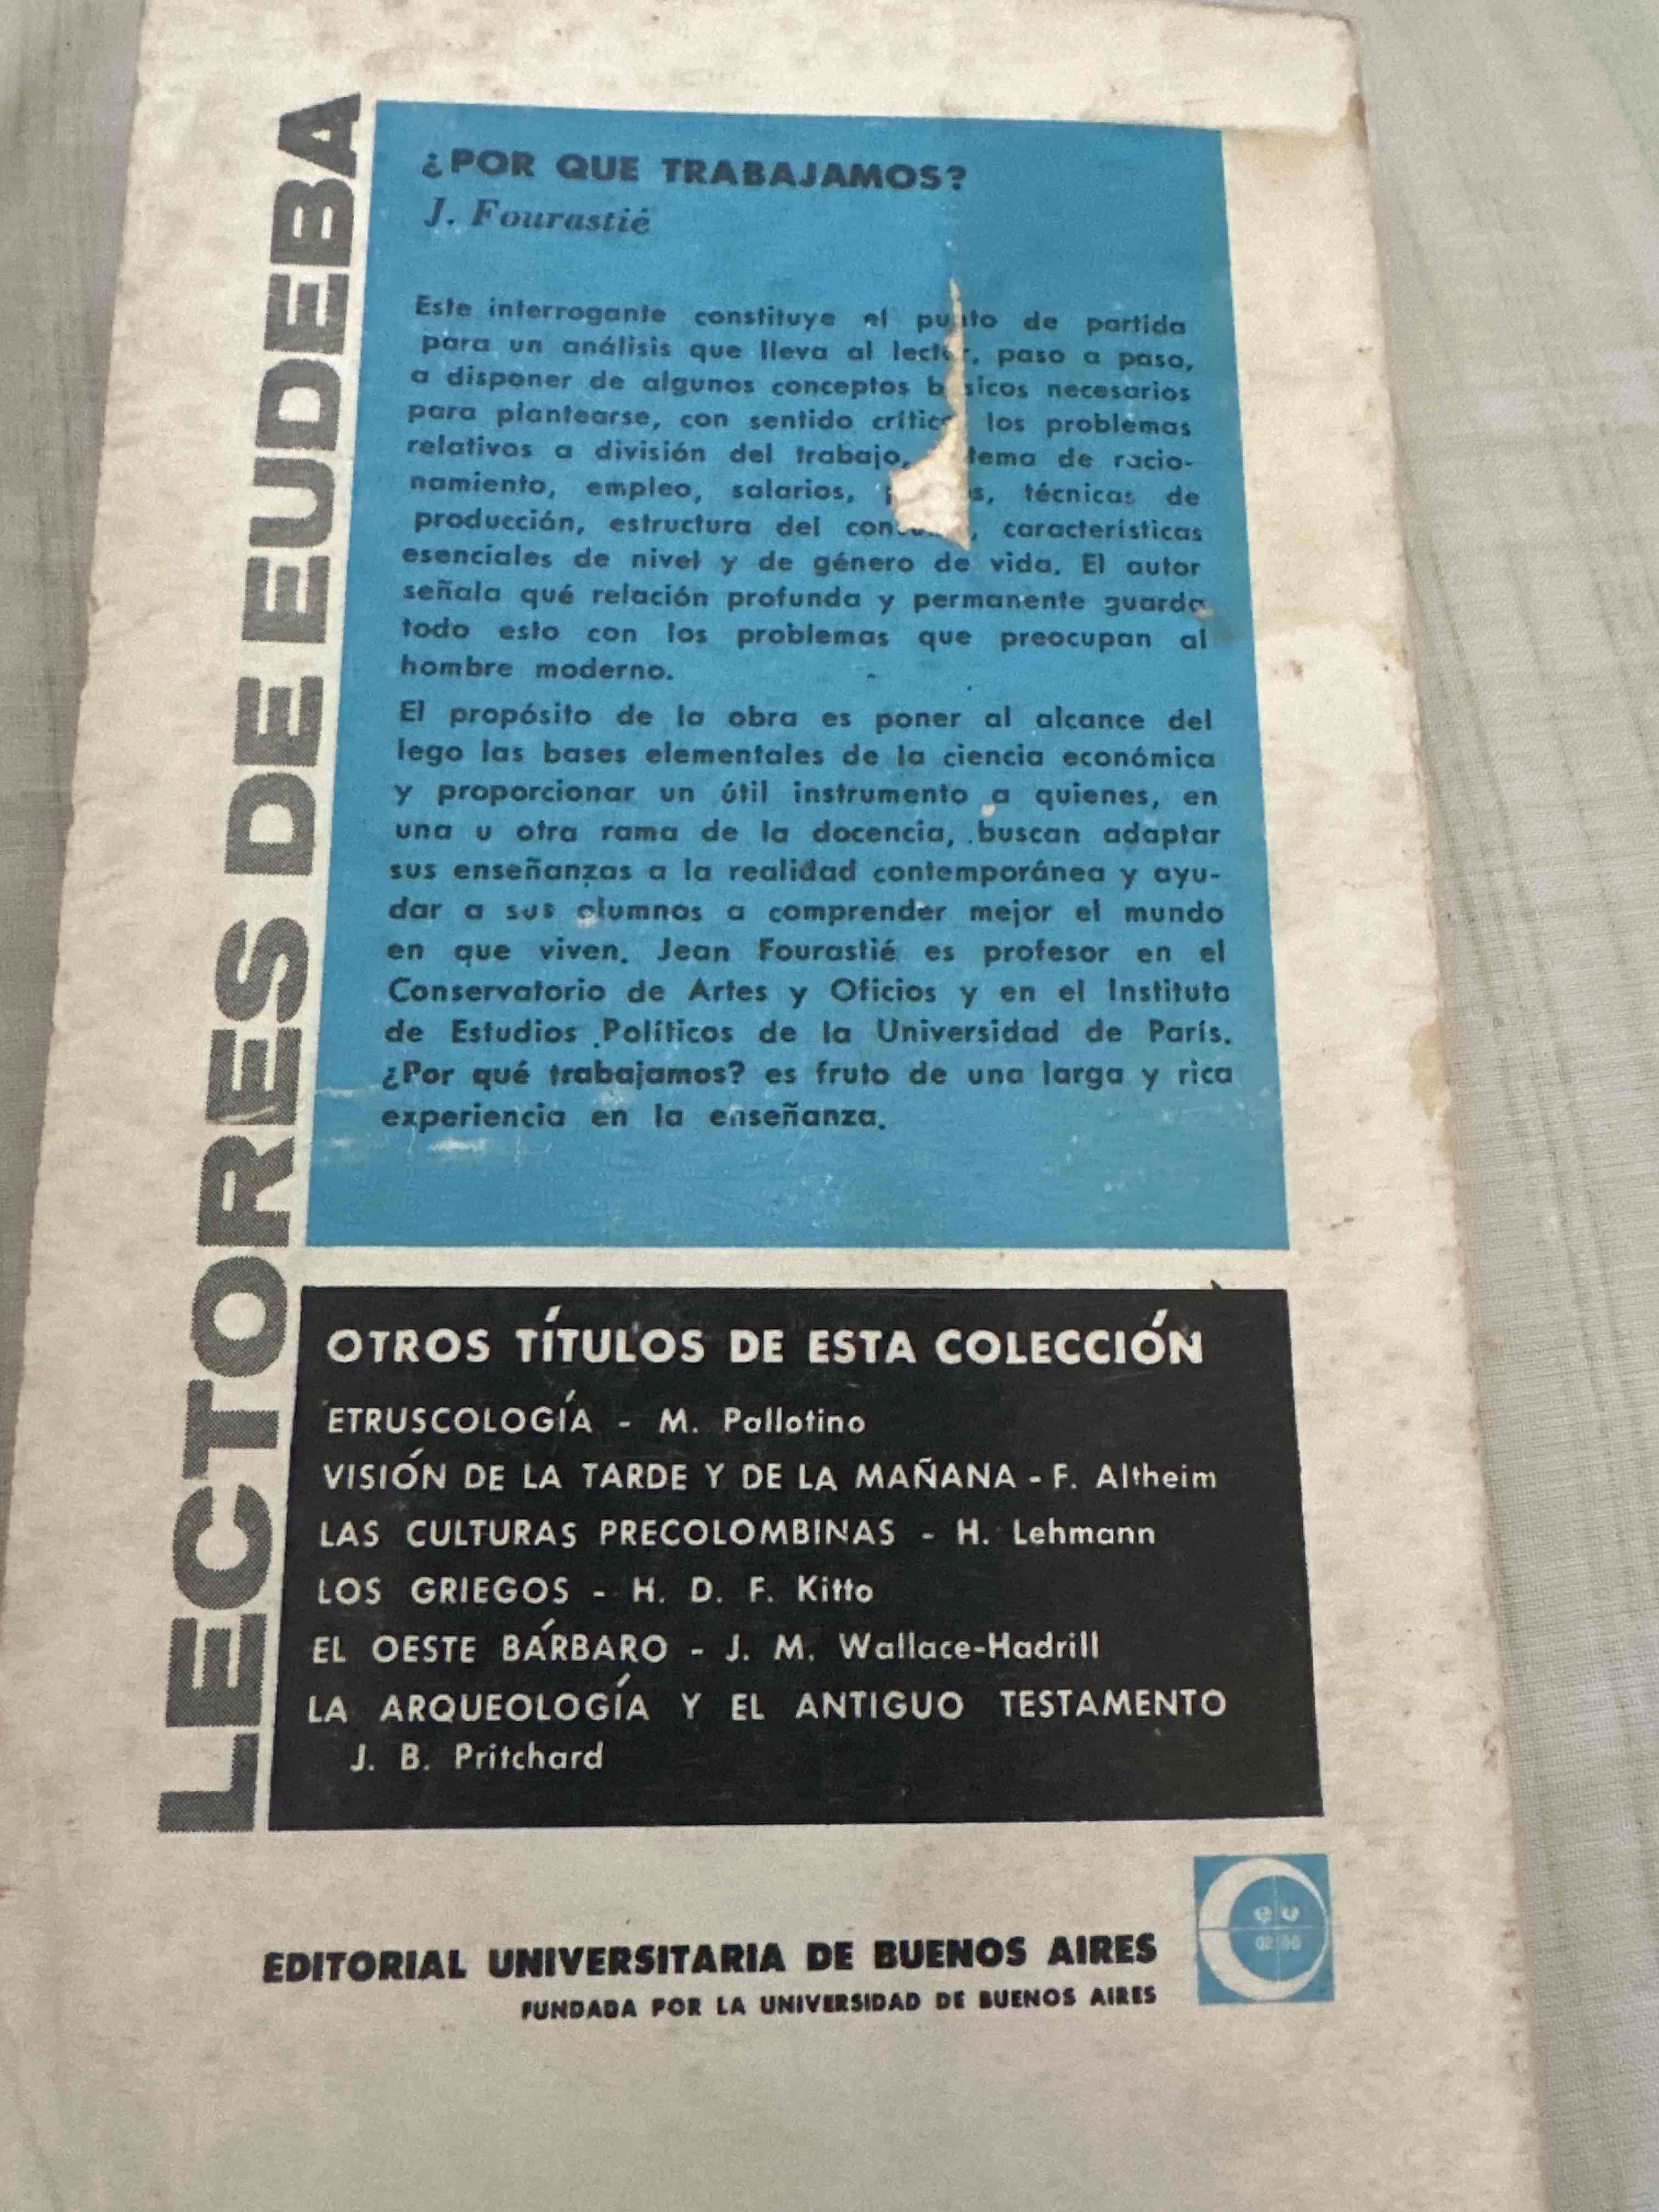 LECTORES DE EUDEBA
¿POR QUE TRABAJAMOS?
J. Fourastié
Este interrogante constituye el punto de partida
para un análisis que lleva al lector, paso a paso,
a disponer de algunos conceptos básicos necesarios
para plantearse, con sentido crítico los problemas
relativos a división del trabajo, tema de racio-
namiento, empleo, salarios, técnicas de
producción, estructura del características
esenciales de nivel y de género de vida. El autor
señala qué relación profunda y permanente guarda
todo esto con los problemas que preocupan al
hombre moderno.
El propósito de la obra es poner al alcance del
lego las bases elementales de la ciencia económica
y proporcionar un útil instrumento a quienes, en
una u otra rama de la docencia, buscan adaptar
sus enseñanzas a la realidad contemporánea y ayu-
dar a sus alumnos a comprender mejor el mundo
en que viven. Jean Fourastié es profesor en el
Conservatorio de Artes y Oficios y en el Instituto
de Estudios Políticos de la Universidad de París.
¿Por qué trabajamos? es fruto de una larga y rica
experiencia en la enseñanza.
OTROS TÍTULOS DE ESTA COLECCIÓN
ETRUSCOLOGÍA - M. Pallotino
VISIÓN DE LA TARDE Y DE LA MAÑANA - F. Altheim
LAS CULTURAS PRECOLOMBINAS - H. Lehmann
LOS GRIEGOS - H. D. F. Kitto
EL OESTE BÁRBARO - J. M. Wallace-Hadrill
LA ARQUEOLOGÍA Y EL ANTIGUO TESTAMENTO
J. B. Pritchard
EDITORIAL UNIVERSITARIA DE BUENOS AIRES
FUNDADA POR LA UNIVERSIDAD DE BUENOS AIRES